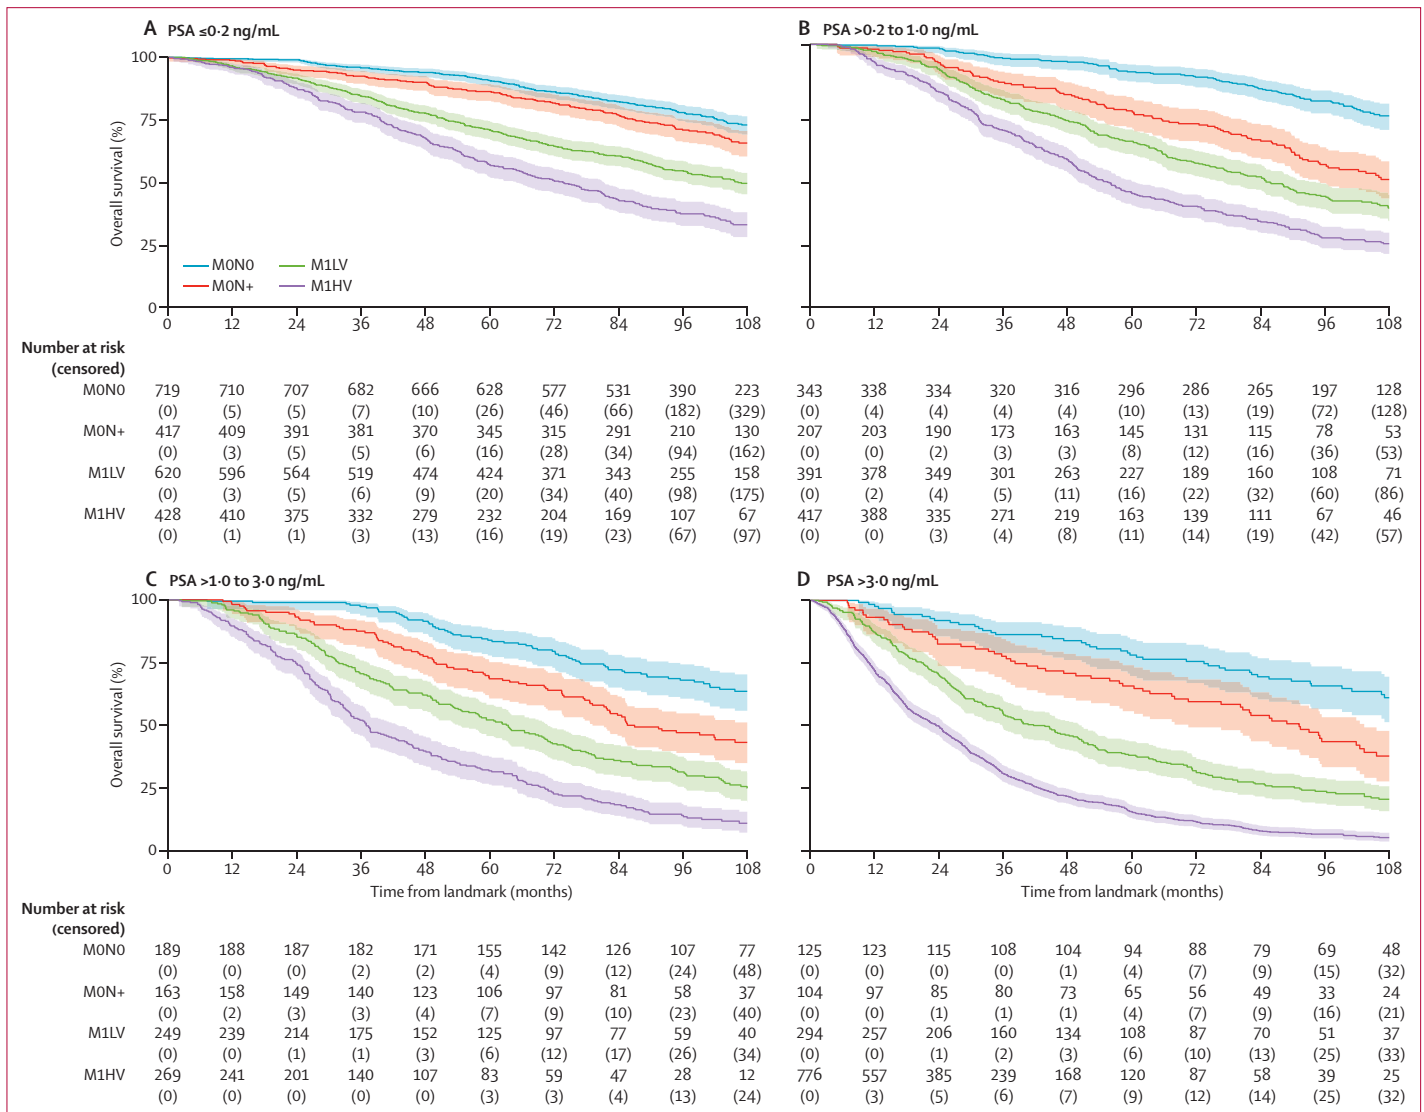 A PSA ≤0·2 ng/mL
B PSA >0·2 to 1·0 ng/mL
100
75
50
25
0
Overall survival (%)
M0N0
M0N+
M1LV
M1HV
0 12 24 36 48 60 72 84 96 108
0 12 24 36 48 60 72 84 96 108
Number at risk
(censored)
M0N0 719 710 707 682 666 628 577 531 390 223 343 338 334 320 316 296 286 265 197 128
(0) (5) (5) (7) (10) (26) (46) (66) (182) (329) (0) (4) (4) (4) (4) (10) (13) (19) (72) (128)
M0N+ 417 409 391 381 370 345 315 291 210 130 207 203 190 173 163 145 131 115 78 53
(0) (3) (5) (5) (6) (16) (28) (34) (94) (162) (0) (0) (2) (3) (3) (8) (12) (16) (36) (53)
M1LV 620 596 564 519 474 424 371 343 255 158 391 378 349 301 263 227 189 160 108 71
(0) (3) (5) (6) (9) (20) (34) (40) (98) (175) (0) (2) (4) (5) (11) (16) (22) (32) (60) (86)
M1HV 428 410 375 332 279 232 204 169 107 67 417 388 335 271 219 163 139 111 67 46
(0) (1) (1) (3) (13) (16) (19) (23) (67) (97) (0) (0) (3) (4) (8) (11) (14) (19) (42) (57)
C PSA >1·0 to 3·0 ng/mL
D PSA >3·0 ng/mL
100
75
50
25
0
Overall survival (%)
0 12 24 36 48 60 72 84 96 108
0 12 24 36 48 60 72 84 96 108
Time from landmark (months)
Time from landmark (months)
Number at risk
(censored)
M0N0 189 188 187 182 171 155 142 126 107 77 125 123 115 108 104 94 88 79 69 48
(0) (0) (0) (2) (2) (4) (9) (12) (24) (48) (0) (0) (0) (0) (1) (4) (7) (9) (15) (32)
M0N+ 163 158 149 140 123 106 97 81 58 37 104 97 85 80 73 65 56 49 33 24
(0) (2) (3) (3) (4) (7) (9) (10) (23) (40) (0) (0) (1) (1) (1) (4) (7) (9) (16) (21)
M1LV 249 239 214 175 152 125 97 77 59 40 294 257 206 160 134 108 87 70 51 37
(0) (0) (1) (1) (3) (6) (12) (17) (26) (34) (0) (0) (1) (2) (3) (6) (10) (13) (25) (33)
M1HV 269 241 201 140 107 83 59 47 28 12 776 557 385 239 168 120 87 58 39 25
(0) (0) (0) (0) (0) (3) (3) (4) (13) (24) (0) (3) (5) (6) (7) (9) (12) (14) (25) (32)